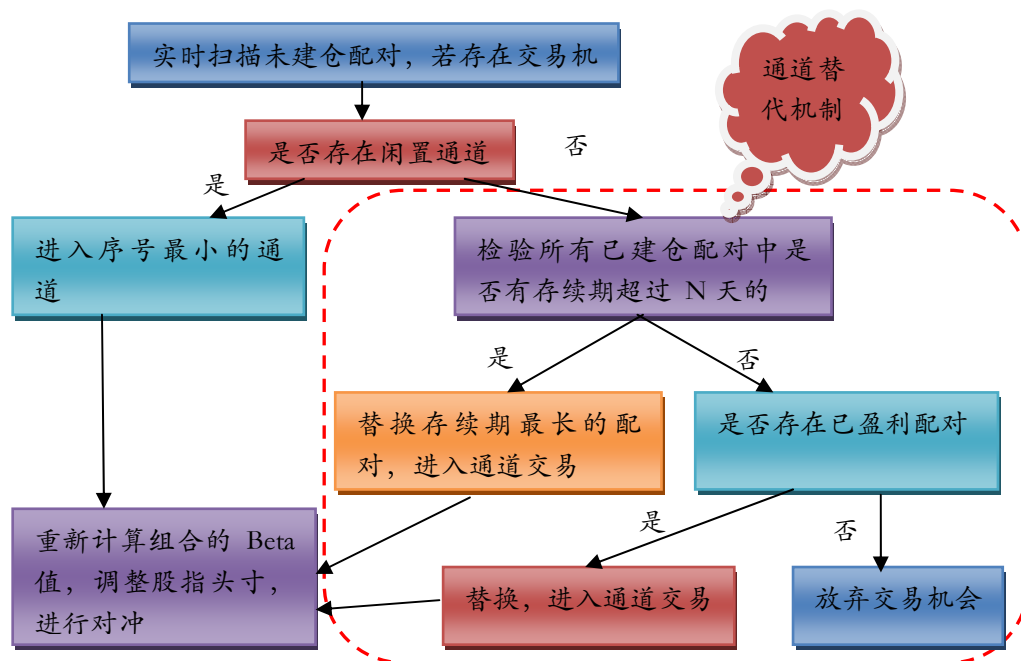 实时扫描未建仓配对，若存在交易机
通道替
代机制
是否存在闲置通道
否
是
进入序号最小的通
道
检验所有已建仓配对中是
否有存续期超过 N 天的
是
否
替换存续期最长的配
对，进入通道交易
是否存在已盈利配对
重新计算组合的 Beta
值，调整股指头寸，
进行对冲
是
否
替换，进入通道交易
放弃交易机会